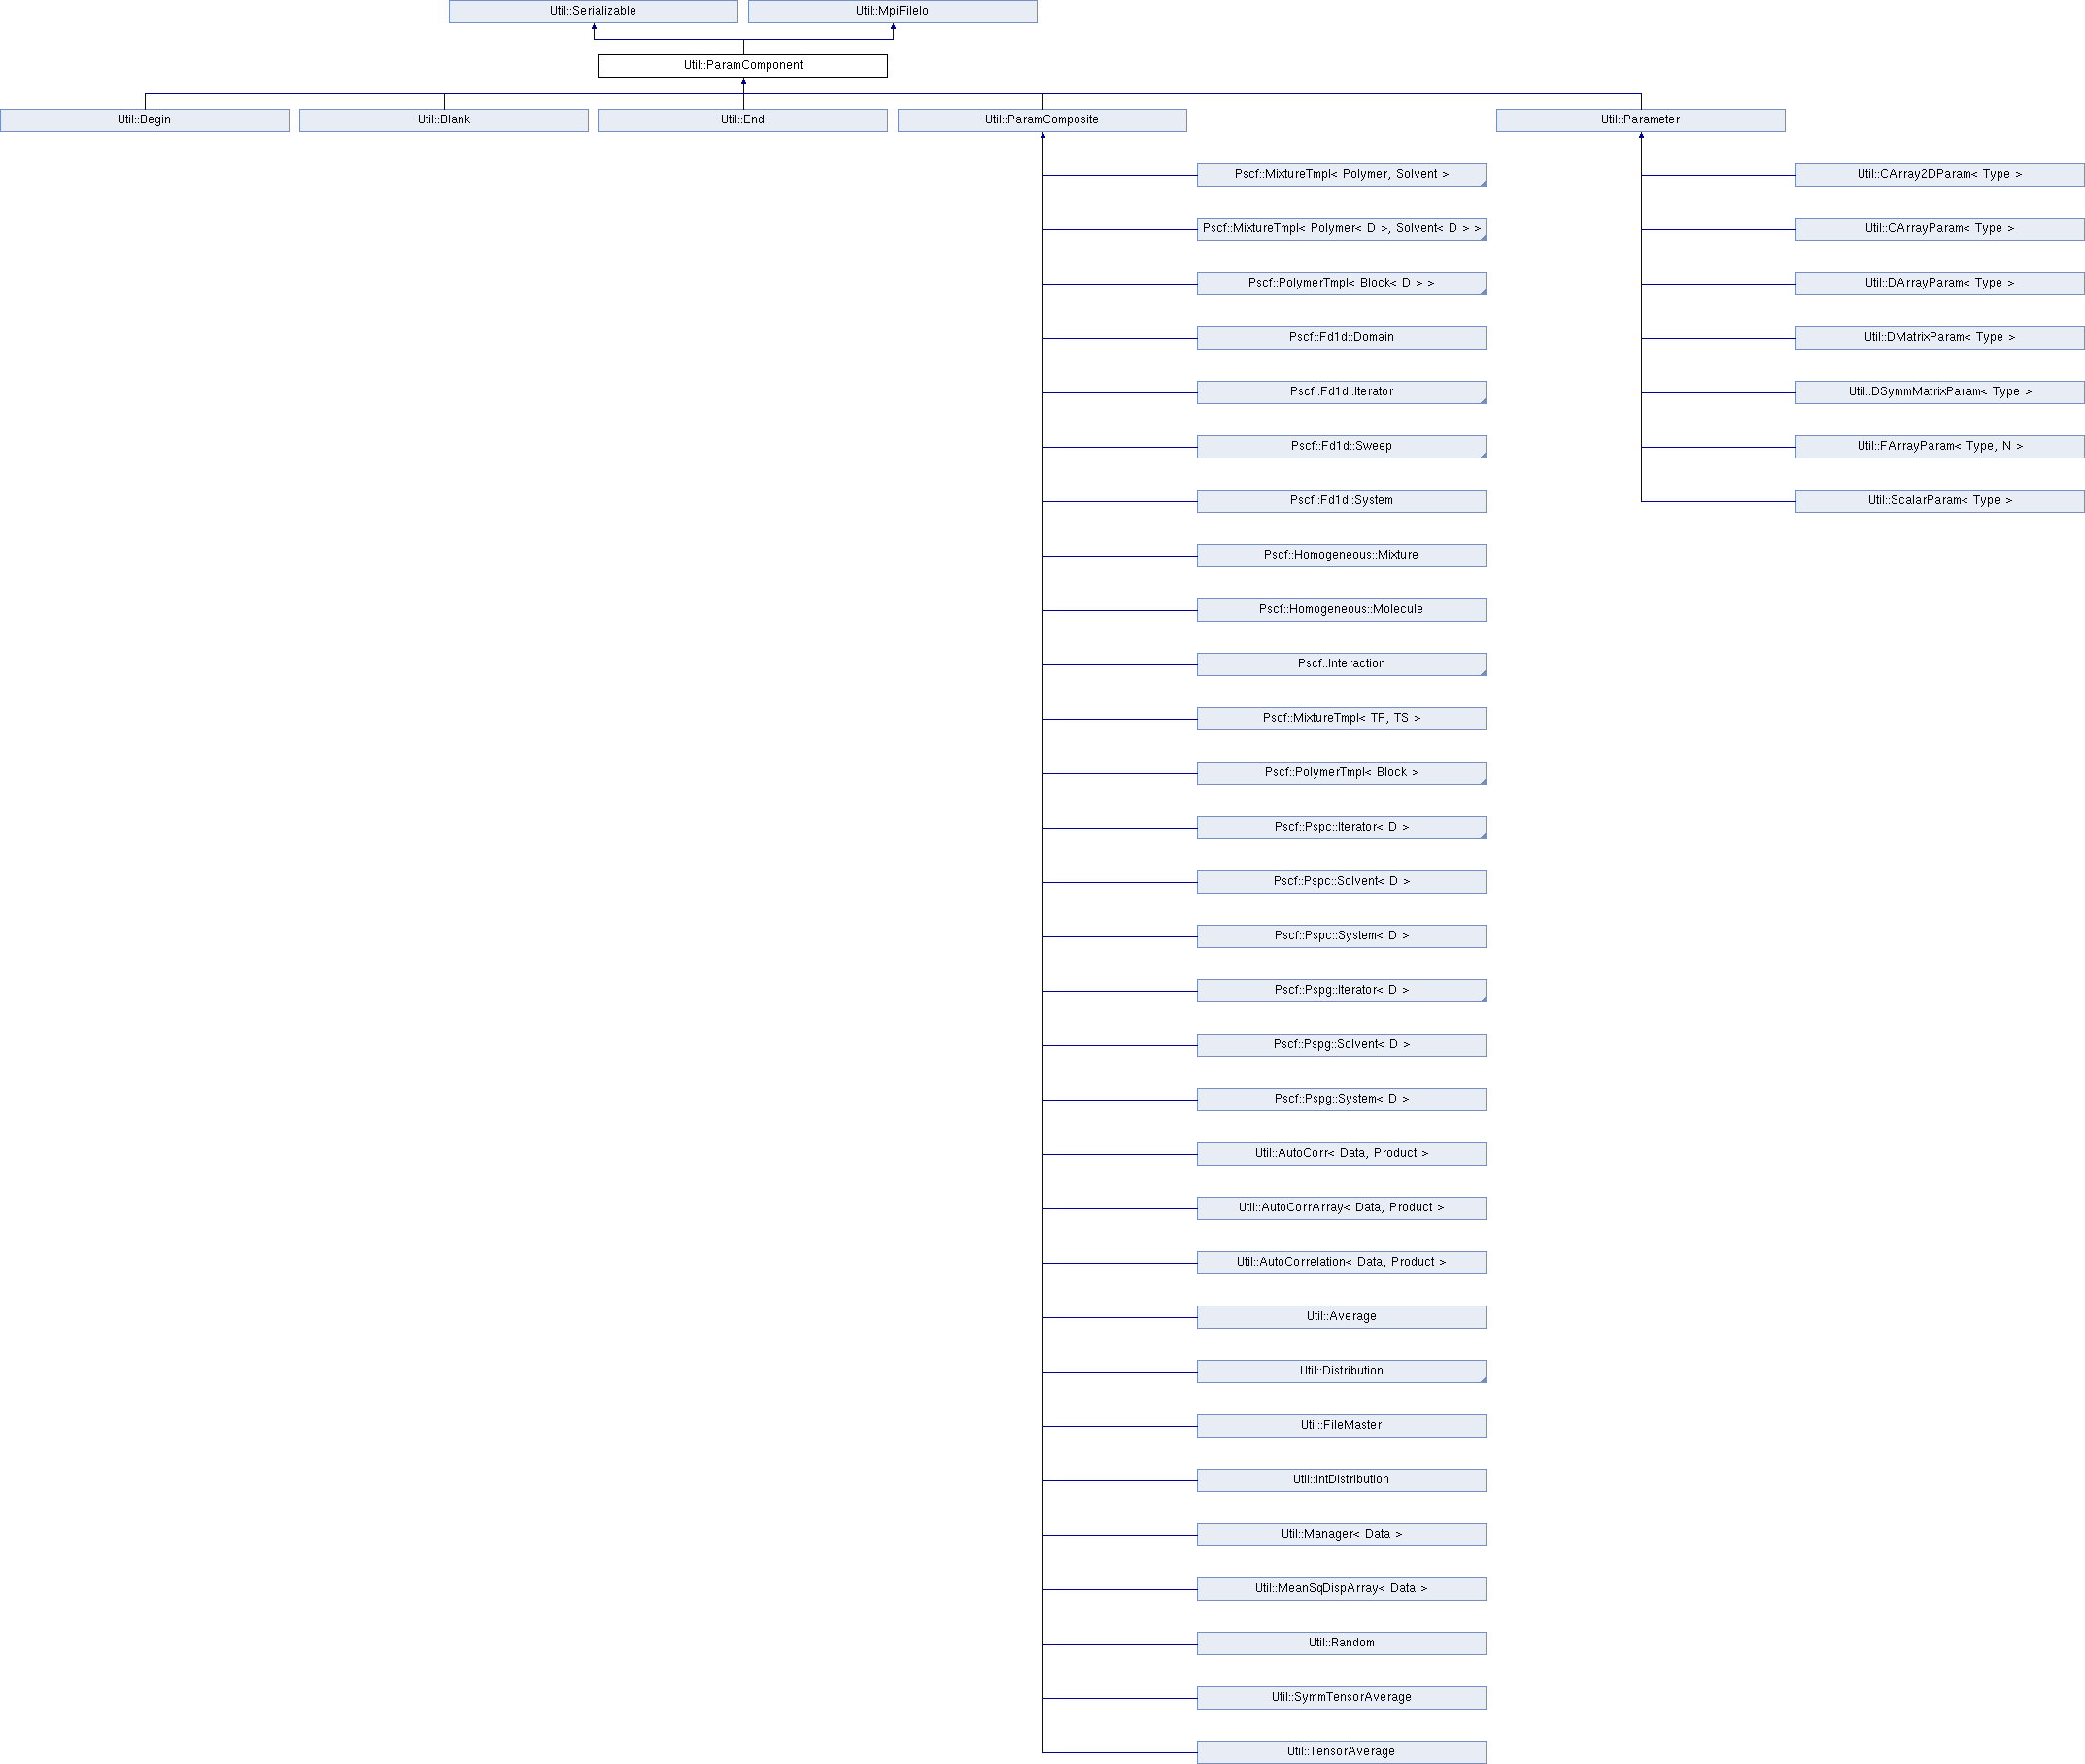 Util::Serializable
Util::MpiFileIo
Util::ParamComponent
Util::Begin
Util::Blank
Util::End
Util::ParamComposite
Util::Parameter
Pscf::MixtureTmpl< Polymer, Solvent >
Util::CArray2DParam< Type >
Pscf::MixtureTmpl< Polymer< D >, Solvent< D > >
Util::CArrayParam< Type >
Pscf::PolymerTmpl< Block< D > >
Util::DArrayParam< Type >
Pscf::Fd1d::Domain
Util::DMatrixParam< Type >
Pscf::Fd1d::Iterator
Util::DSymmMatrixParam< Type >
Pscf::Fd1d::Sweep
Util::FArrayParam< Type, N >
Pscf::Fd1d::System
Util::ScalarParam< Type >
Pscf::Homogeneous::Mixture
Pscf::Homogeneous::Molecule
Pscf::Interaction
Pscf::MixtureTmpl< TP, TS >
Pscf::PolymerTmpl< Block >
Pscf::Pspc::Iterator< D >
Pscf::Pspc::Solvent< D >
Pscf::Pspc::System< D >
Pscf::Pspg::Iterator< D >
Pscf::Pspg::Solvent< D >
Pscf::Pspg::System< D >
Util::AutoCorr< Data, Product >
Util::AutoCorrArray< Data, Product >
Util::AutoCorrelation< Data, Product >
Util::Average
Util::Distribution
Util::FileMaster
Util::IntDistribution
Util::Manager< Data >
Util::MeanSqDispArray< Data >
Util::Random
Util::SymmTensorAverage
Util::TensorAverage